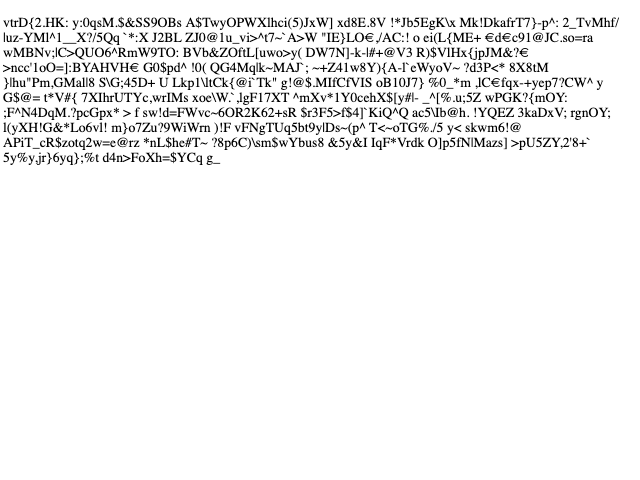 vtrD{2.HK: y:0qsM.$&SS9OBs A$TwyOPWX|hci(5)JxW] xd8E.8V !*Jb5EgK\x Mk!DkafrT7}-p^: 2_TvMhf/
|uz-YMl^1__X?/5Qq `*:X J2BL ZJ0@1u_vi>^t7~`A>W "IE}LO€,/AC:! o ei(L{ME+ €d€c91@JC.so=ra
wMBNv;|C>QUO6^RmW9TO: BVb&ZOftL[uwo>y( DW7N]-k-|#+@V3 R)$V|Hx{jpJM&?€
>ncc'1oO=]:BYAHVH€ G0$pd^ !0( QG4Mq|k~MAJ`; ~+Z41w8Y){A-l`eWyoV~ ?d3P<* 8X8tM
}|hu"Pm,GMal|8 S\G;45D+ U Lkp1\ltCk{@i`Tk" g!@$.MIfCfVIS oB10J7} %0_*m ,lC€fqx-+yep7?CW^ y
G$@= t*V#{ 7XIhrUTYc,wrIMs xoe\W.`,lgF17XT ^mXv*1Y0cehX$[y#|- _^[%.u;5Z wPGK?{mOY:
;F^N4DqM.?pcGpx* > f sw!d=FWvc~6OR2K62+sR $r3F5>f$4]`KiQ^Q ac5\Ib@h. !YQEZ 3kaDxV; rgnOY;
l(yXH!G&*Lo6vl! m}o7Zu?9WiWrn )!F vFNgTUq5bt9y|Ds~(p^ T<~oTG%./5 y< skwm6!@
APiT_cR$zotq2w=e@rz *nL$he#T~ ?8p6C)\sm$wYbus8 &5y&I IqF*Vrdk O]p5fN|Mazs] >pU5ZY,2'8+`
5y%y,jr}6yq};%t d4n>FoXh=$YCq g_